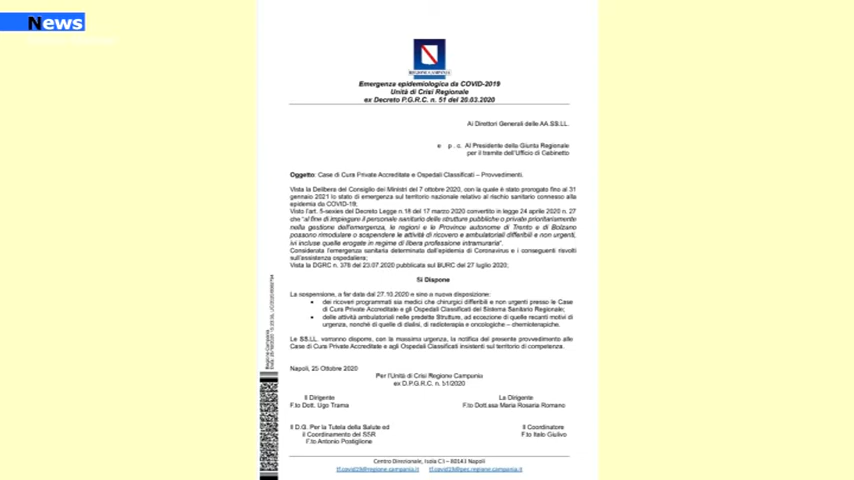 News
REGIONE CAMPANIA
Emergenza epidemiologica da COVID-2019
Unità di Crisi Regionale
ex Decreto P.G.R.C. n. 51 del 20.03.2020
Ai Direttori Generali delle AA.SS.LL.
e p.c. Al Presidente della Giunta Regionale
per il tramite dell'Ufficio di Gabinetto
Oggetto: Case di Cura Private Accreditate e Ospedali Classificati – Provvedimenti.
Vista la Delibera del Consiglio dei Ministri del 7 ottobre 2020, con la quale è stato prorogato fino al 31
gennaio 2021 lo stato di emergenza sul territorio nazionale relativo al rischio sanitario connesso alla
epidemia da COVID-19;
Visto l'art. 5-sexies del Decreto Legge n.18 del 17 marzo 2020 convertito in legge 24 aprile 2020 n. 27
che "al fine di impiegare il personale sanitario delle strutture pubbliche o private prioritariamente
nella gestione dell'emergenza, le regioni e le Province autonome di Trento e di Bolzano
possono rimodulare o sospendere le attività di ricovero e ambulatoriali differibili e non urgenti,
ivi incluse quelle erogate in regime di libera professione intramuraria".
Considerata l'emergenza sanitaria determinata dall'epidemia di Coronavirus e i conseguenti risvolti
sull'assistenza ospedaliera;
Vista la DGRC n. 378 del 23.07.2020 pubblicata sul BURC del 27 luglio 2020;
Si Dispone
La sospensione, a far data dal 27.10.2020 e sino a nuova disposizione:
• dei ricoveri programmati sia medici che chirurgici differibili e non urgenti presso le Case
di Cura Private Accreditate e gli Ospedali Classificati del Sistema Sanitario Regionale;
• delle attività ambulatoriali nelle predette Strutture, ad eccezione di quelle recanti motivi di
urgenza, nonché di quelle di dialisi, di radioterapia e oncologiche – chemioterapiche.
Le SS.LL. varranno disporre, con la massima urgenza, la notifica del presente provvedimento alle
Case di Cura Private Accreditate e agli Ospedali Classificati insistenti sul territorio di competenza.
Napoli, 25 Ottobre 2020
Per l'Unità di Crisi Regione Campania
ex D.P.G.R.C. n. 51/2020
Il Dirigente
F.to Dott. Ugo Trama
La Dirigente
F.to Dott.ssa Maria Rosaria Romano
Il D.G. Per la Tutela della Salute ed
il Coordinamento del SSR
F.to Antonio Postiglione
Il Coordinatore
F.to Italo Giulivo
Centro Direzionale, Isola C3 – 80143 Napoli
Regione Campania